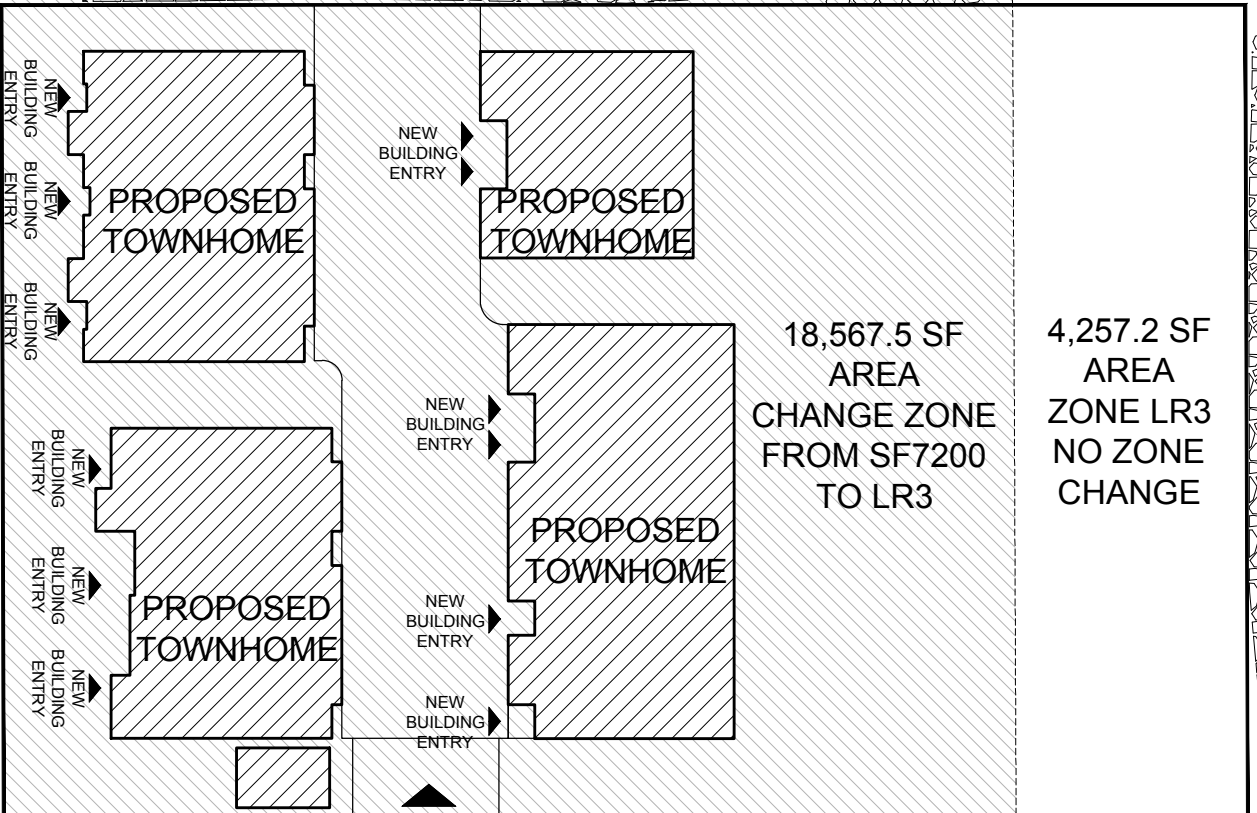 NEW
BUILDING
ENTRY
NEW
BUILDING
ENTRY
NEW
BUILDING
ENTRY
PROPOSED
TOWNHOME
NEW
BUILDING
ENTRY
PROPOSED
TOWNHOME
NEW
BUILDING
ENTRY
NEW
BUILDING
ENTRY
NEW
BUILDING
ENTRY
PROPOSED
TOWNHOME
NEW
BUILDING
ENTRY
NEW
BUILDING
ENTRY
NEW
BUILDING
ENTRY
PROPOSED
TOWNHOME
18,567.5 SF
AREA
CHANGE ZONE
FROM SF7200
TO LR3
4,257.2 SF
AREA
ZONE LR3
NO ZONE
CHANGE